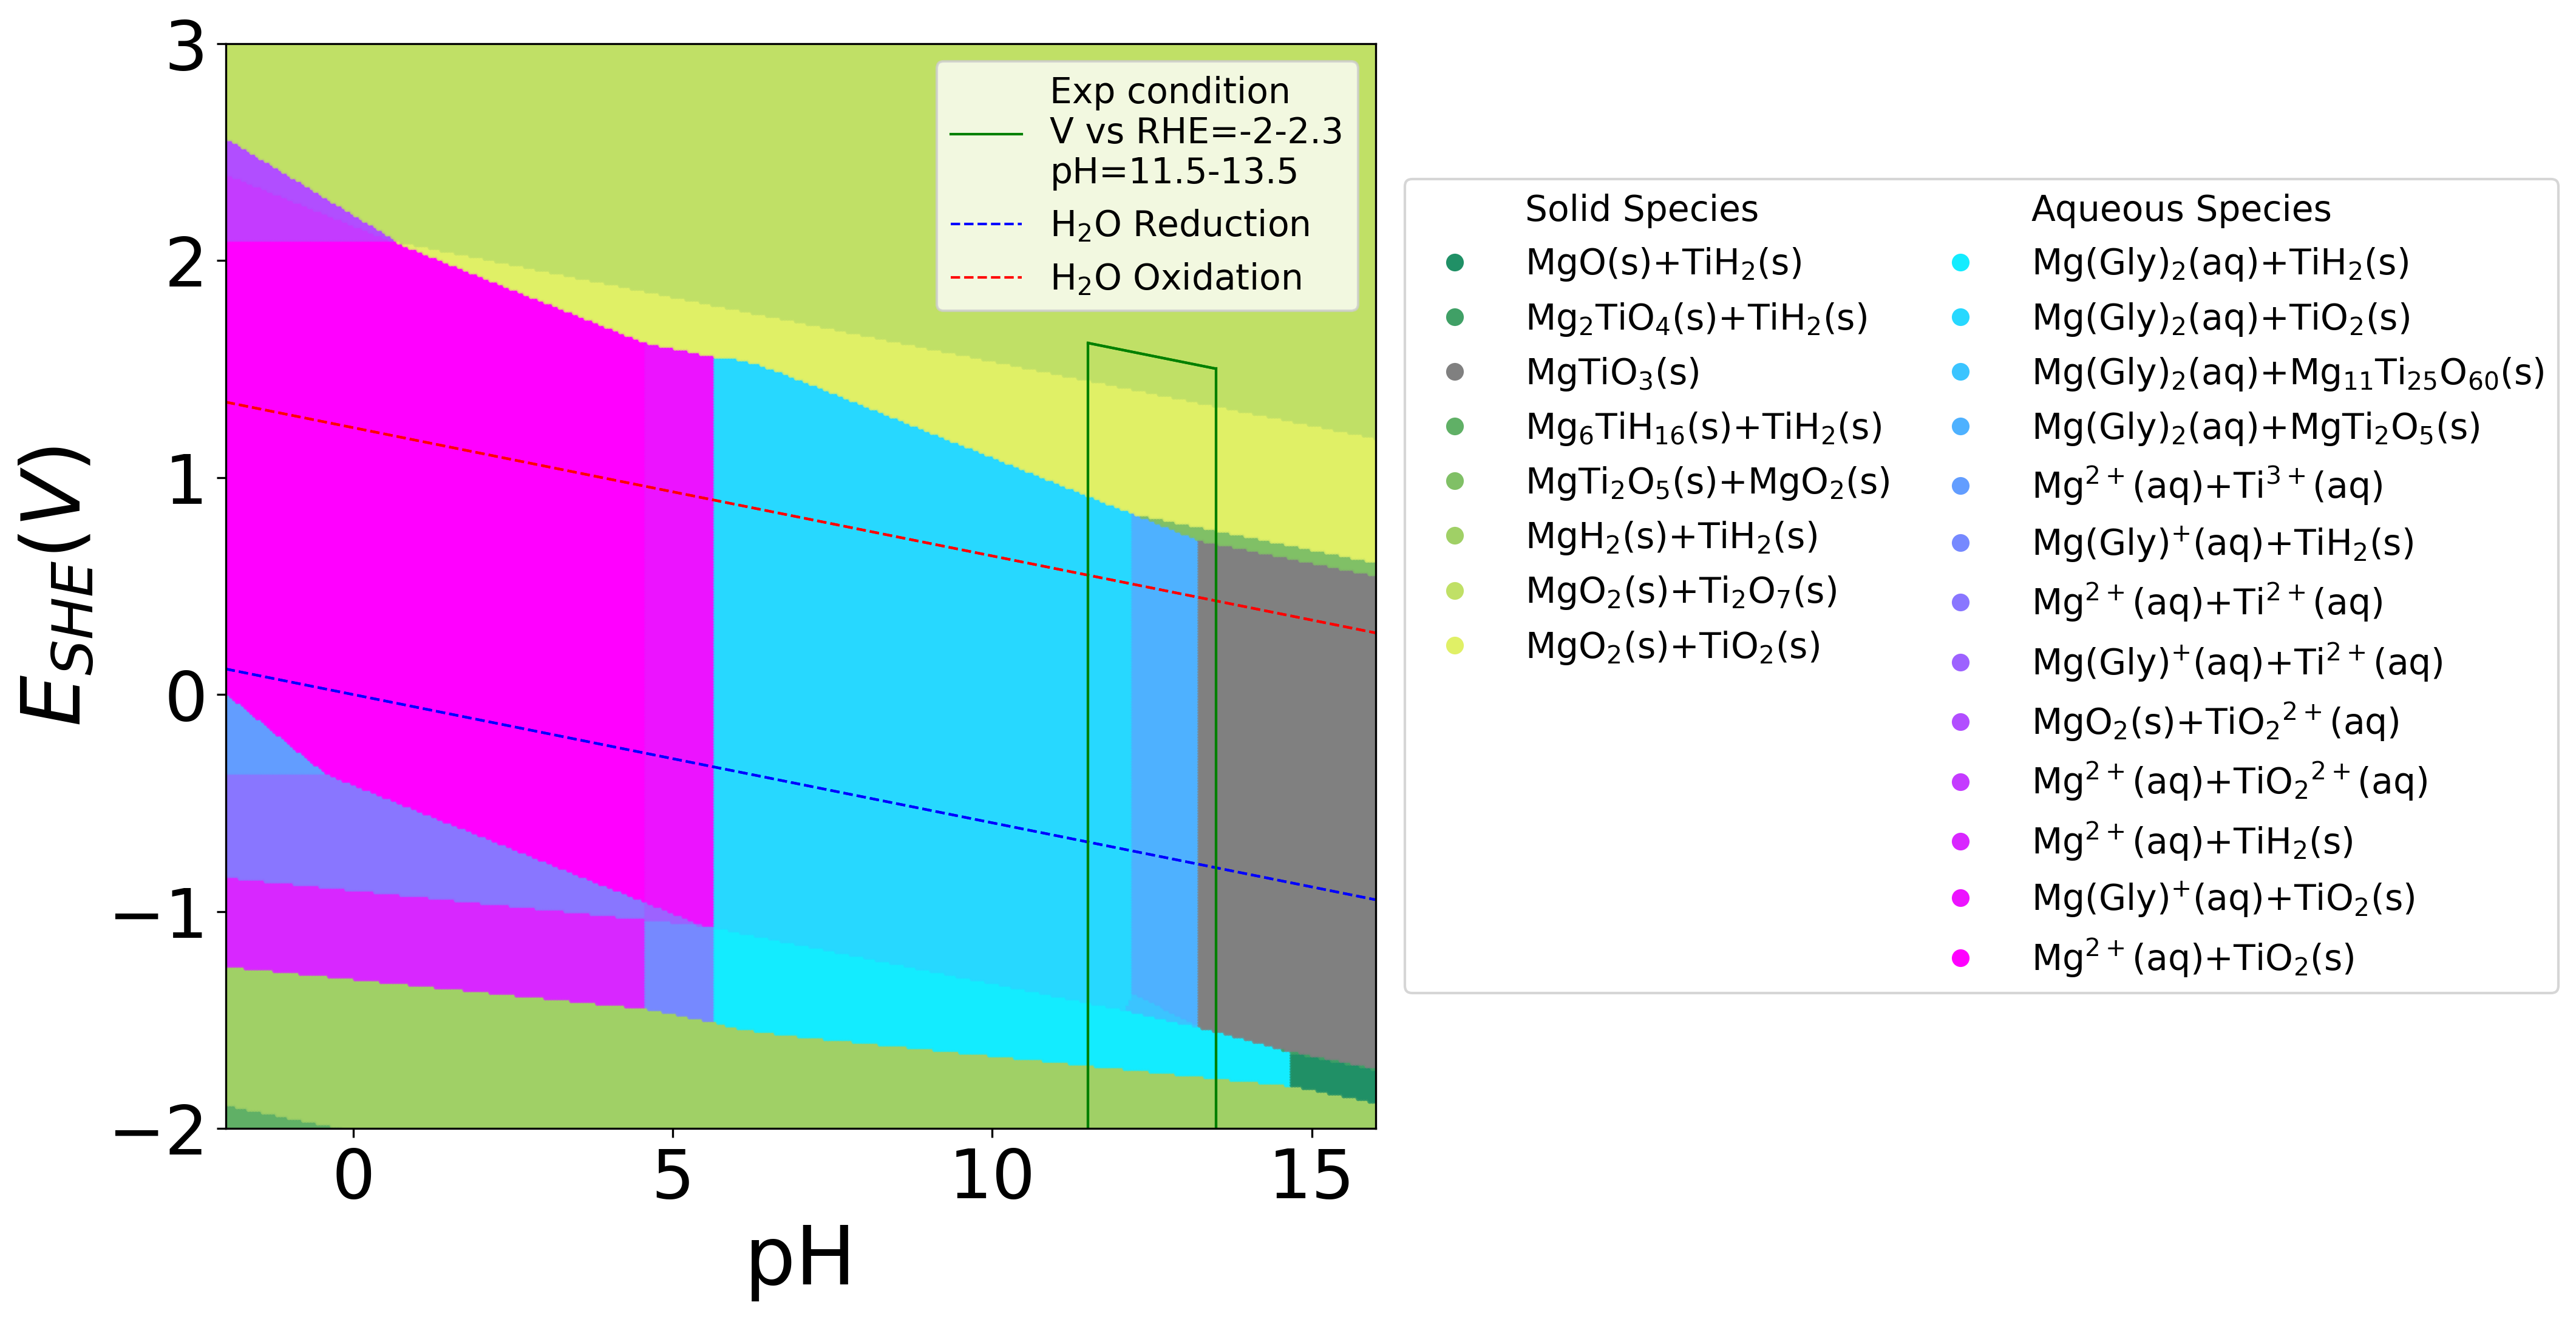 3
2
1
0
−1
−2
E_{SHE}(V)
0
5
10
15
pH
Exp condition
V vs RHE=-2-2.3
pH=11.5-13.5
H₂O Reduction
H₂O Oxidation
Solid Species
MgO(s)+TiH₂(s)
Mg₂TiO₄(s)+TiH₂(s)
MgTiO₃(s)
Mg₆TiH₁₆(s)+TiH₂(s)
MgTi₂O₅(s)+MgO₂(s)
MgH₂(s)+TiH₂(s)
MgO₂(s)+Ti₂O₇(s)
MgO₂(s)+TiO₂(s)
Aqueous Species
Mg(Gly)₂(aq)+TiH₂(s)
Mg(Gly)₂(aq)+TiO₂(s)
Mg(Gly)₂(aq)+Mg₁₁Ti₂₅O₆₀(s)
Mg(Gly)₂(aq)+MgTi₂O₅(s)
Mg²⁺(aq)+Ti³⁺(aq)
Mg(Gly)⁺(aq)+TiH₂(s)
Mg²⁺(aq)+Ti²⁺(aq)
Mg(Gly)⁺(aq)+Ti²⁺(aq)
MgO₂(s)+TiO₂²⁺(aq)
Mg²⁺(aq)+TiO₂²⁺(aq)
Mg²⁺(aq)+TiH₂(s)
Mg(Gly)⁺(aq)+TiO₂(s)
Mg²⁺(aq)+TiO₂(s)